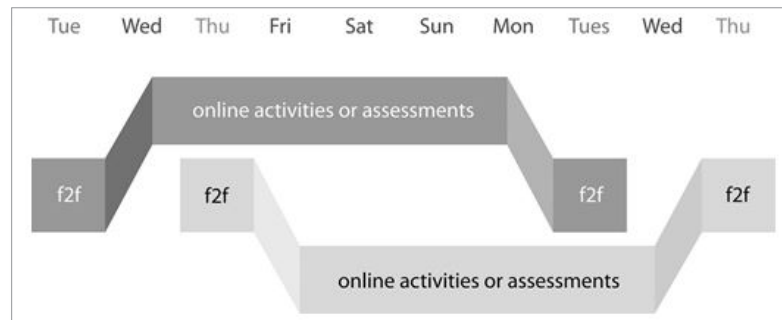 Tue Wed Thu Fri Sat Sun Mon Tues Wed Thu
online activities or assessments
f2f f2f f2f f2f
online activities or assessments